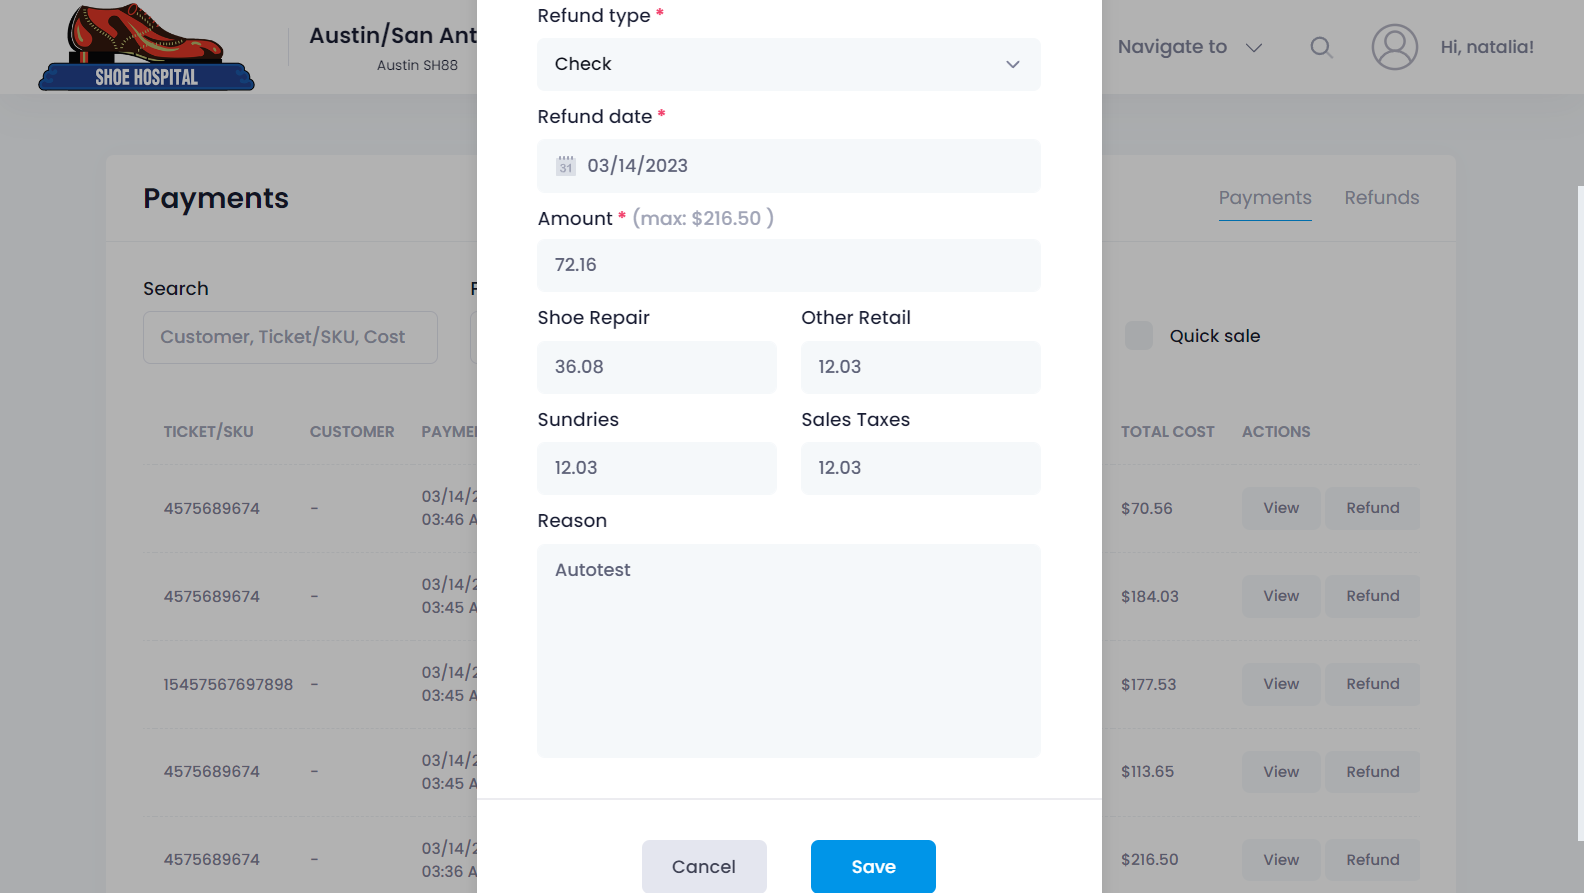 SHOE HOSPITAL
Austin/San Ant
Austin SH88
Navigate to
Hi, natalia!
Refund type *
Check
Refund date *
31
03/14/2023
Amount * (max: $216.50 )
72.16
Shoe Repair
Other Retail
36.08
12.03
Sundries
Sales Taxes
12.03
12.03
Reason
Autotest
Cancel
Save
Payments
Payments
Refunds
Search
Customer, Ticket/SKU, Cost
Quick sale
TICKET/SKU CUSTOMER PAYME TOTAL COST ACTIONS
4575689674 - 03/14/2 $70.56 View Refund
03:46 A
4575689674 - 03/14/2 $184.03 View Refund
03:45 A
15457567697898 - 03/14/2 $177.53 View Refund
03:45 A
4575689674 - 03/14/2 $113.65 View Refund
03:45 A
4575689674 - 03/14/2 $216.50 View Refund
03:36 A